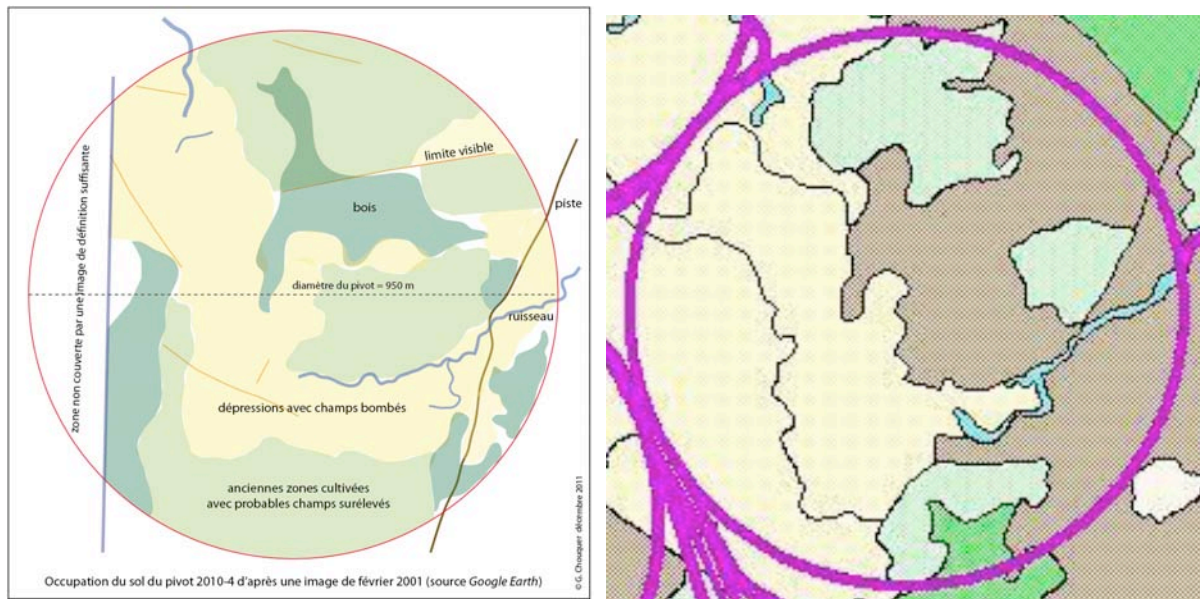 limite visible
bois
piste
zone non couverte par une image de définition suffisante
diamètre du pivot = 950 m
ruisseau
dépressions avec champs bombés
anciennes zones cultivées
avec probables champs surélevés
© G. Chouquer décembre 2011
Occupation du sol du pivot 2010-4 d'après une image de février 2001 (source Google Earth)